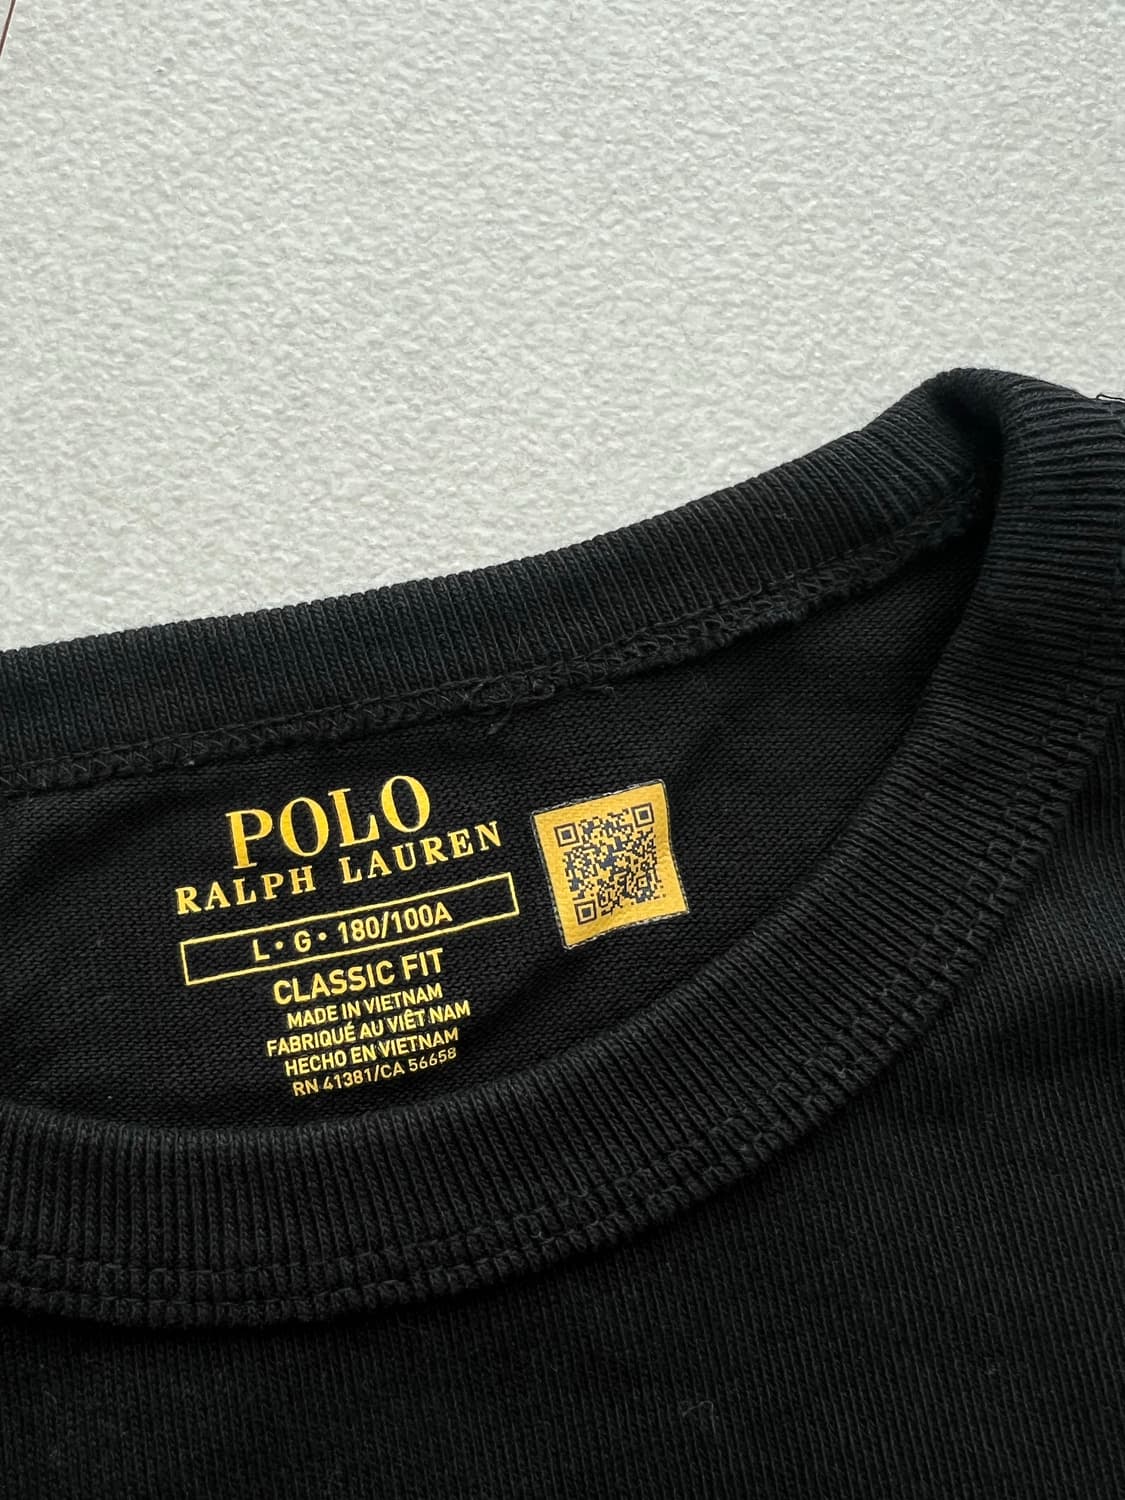 POLO
RALPH LAUREN
L • G • 180/100A
CLASSIC FIT
MADE IN VIETNAM
FABRIQUÉ AU VIÊT NAM
HECHO EN VIETNAM
RN 41381/CA 56658